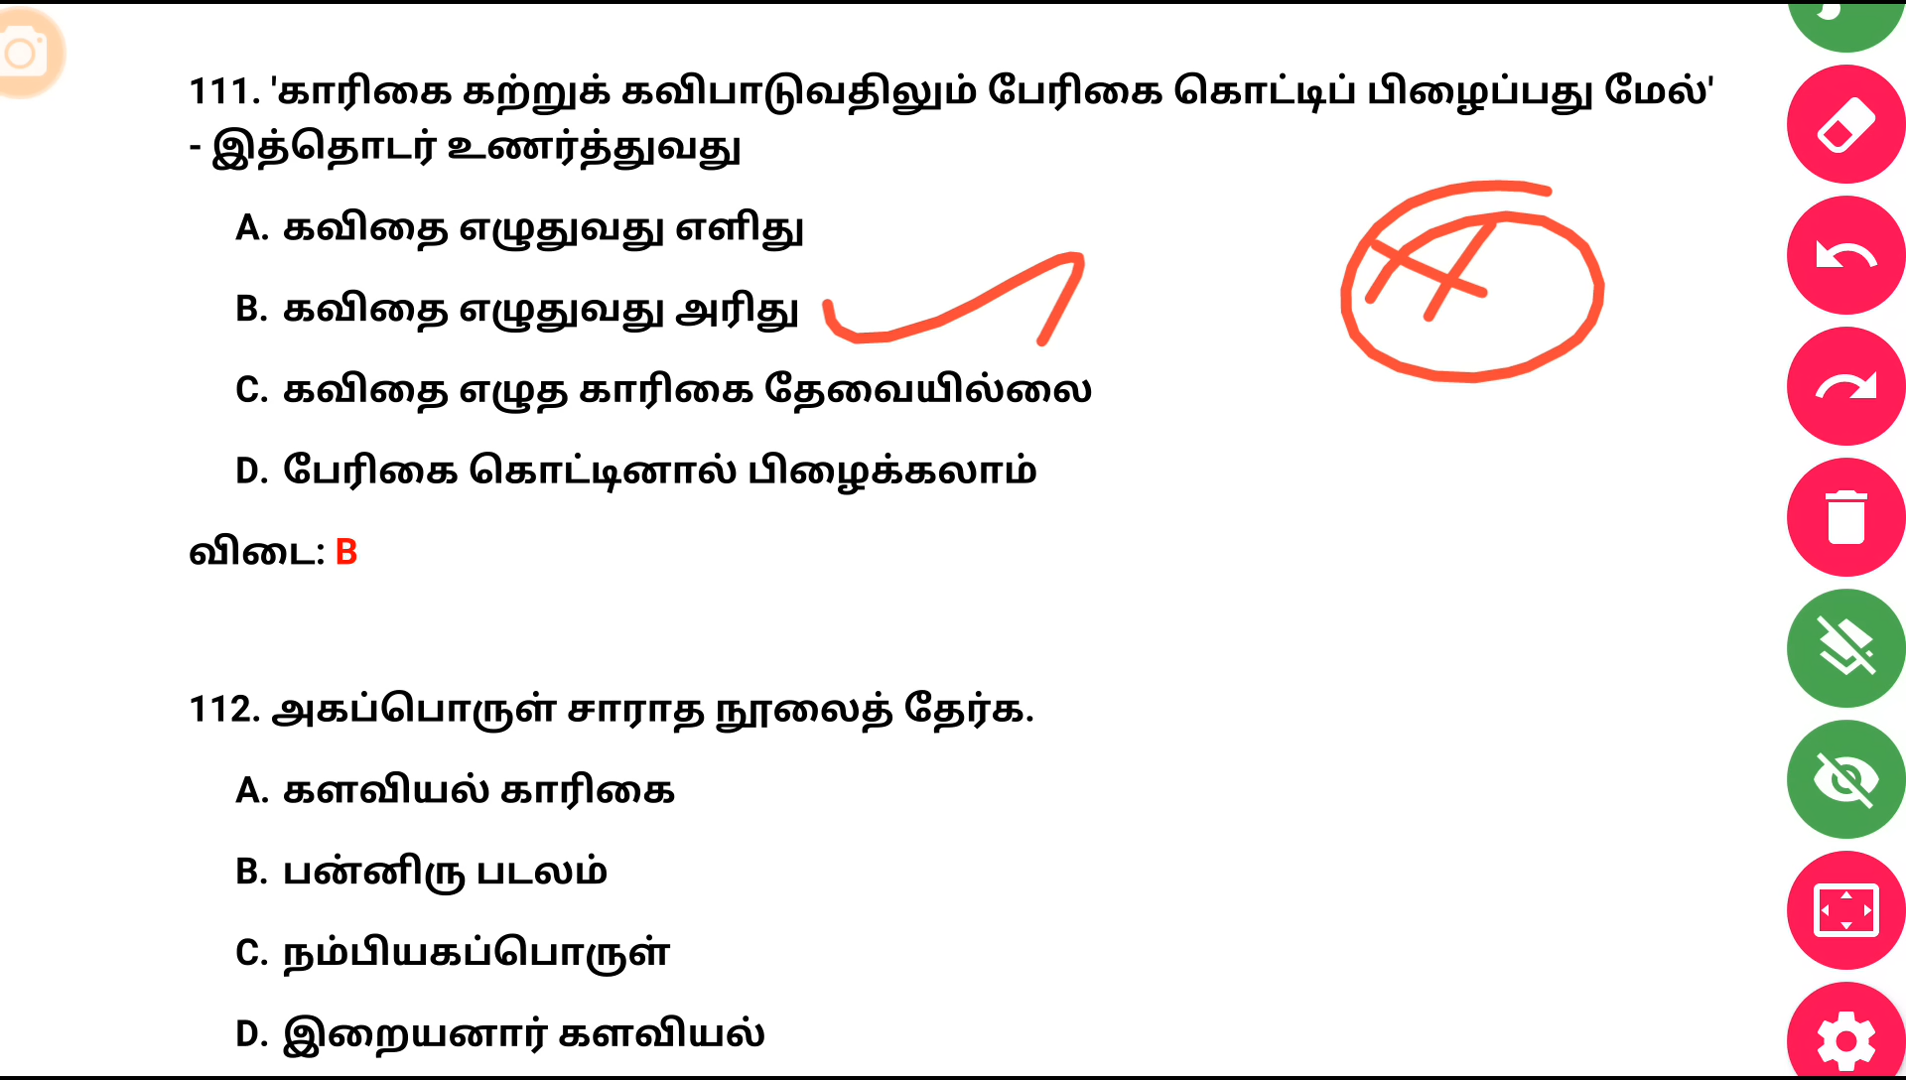 111. 'காரிகை கற்றுக் கவிபாடுவதிலும் பேரிகை கொட்டிப் பிழைப்பது மேல்'
- இத்தொடர் உணர்த்துவது
A. கவிதை எழுதுவது எளிது
B. கவிதை எழுதுவது அரிது
C. கவிதை எழுத காரிகை தேவையில்லை
D. பேரிகை கொட்டினால் பிழைக்கலாம்
விடை: B
112. அகப்பொருள் சாராத நூலைத் தேர்க.
A. களவியல் காரிகை
B. பன்னிரு படலம்
C. நம்பியகப்பொருள்
D. இறையனார் களவியல்